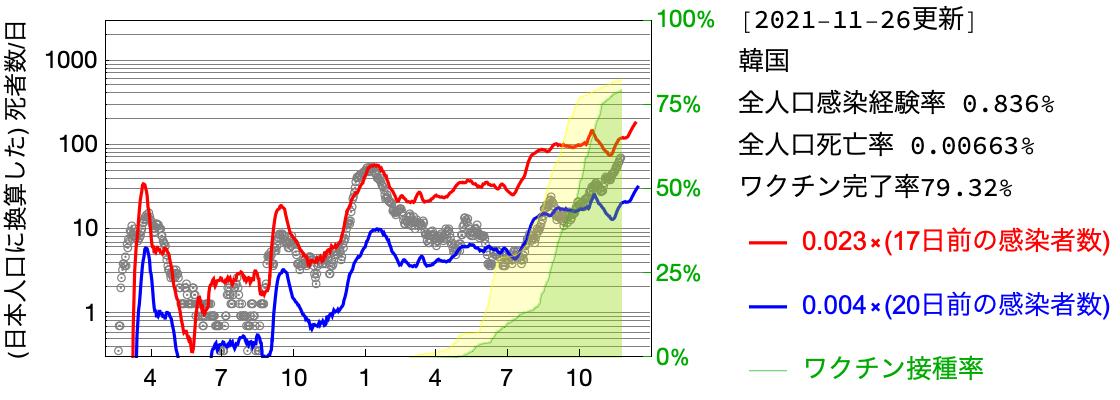 [2021-11-26更新]
韓国
全人口感染経験率 0.836%
全人口死亡率 0.00663%
ワクチン完了率79.32%
0.023×(17日前の感染者数)
0.004×(20日前の感染者数)
ワクチン接種率
(日本人口に換算した) 死者数/日
1000
100
10
1
100%
75%
50%
25%
0%
4 7 10 1 4 7 10